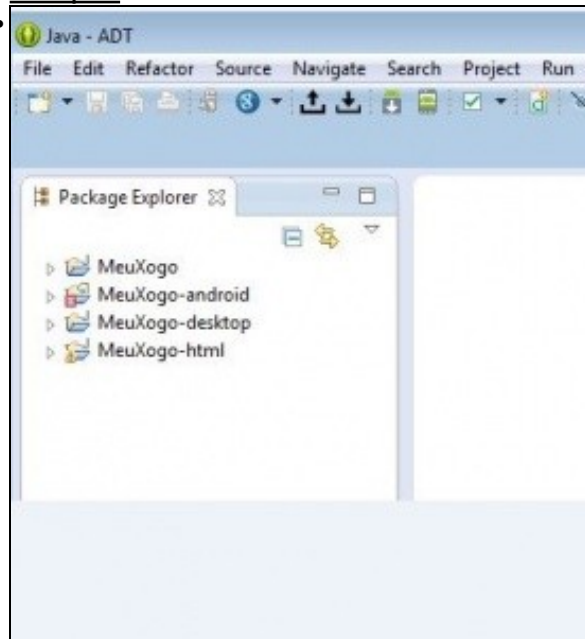 Java - ADT
File Edit Refactor Source Navigate Search Project Run
Package Explorer
MeuXogo
MeuXogo-android
MeuXogo-desktop
MeuXogo-html